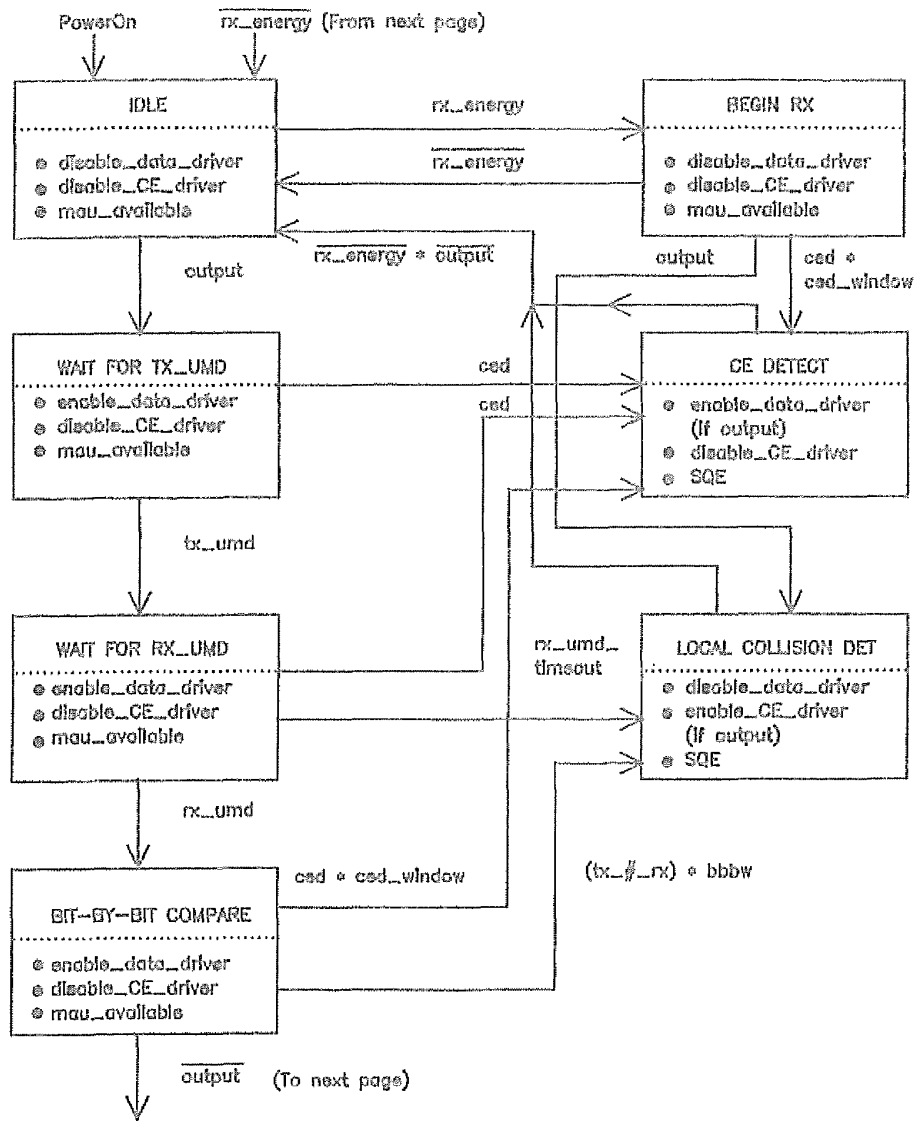 PowerOn
rx_energy (From next page)
IDLE
disable_data_driver
disable_CE_driver
mau_available
rx_energy
rx_energy
BEGIN RX
disable_data_driver
disable_CE_driver
mau_available
rx_energy * output
output
output
ced *
ced_window
WAIT FOR TX_UMD
enable_data_driver
disable_CE_driver
mau_available
ced
ced
CE DETECT
enable_data_driver
(if output)
disable_CE_driver
SQE
tx_umd
WAIT FOR RX_UMD
enable_data_driver
disable_CE_driver
mau_available
rx_umd_
timeout
LOCAL COLLISION DET
disable_data_driver
enable_CE_driver
(if output)
SQE
rx_umd
ced * ced_window
(tx_#_rx) * bbbw
BIT-BY-BIT COMPARE
enable_data_driver
disable_CE_driver
mau_available
output (To next page)